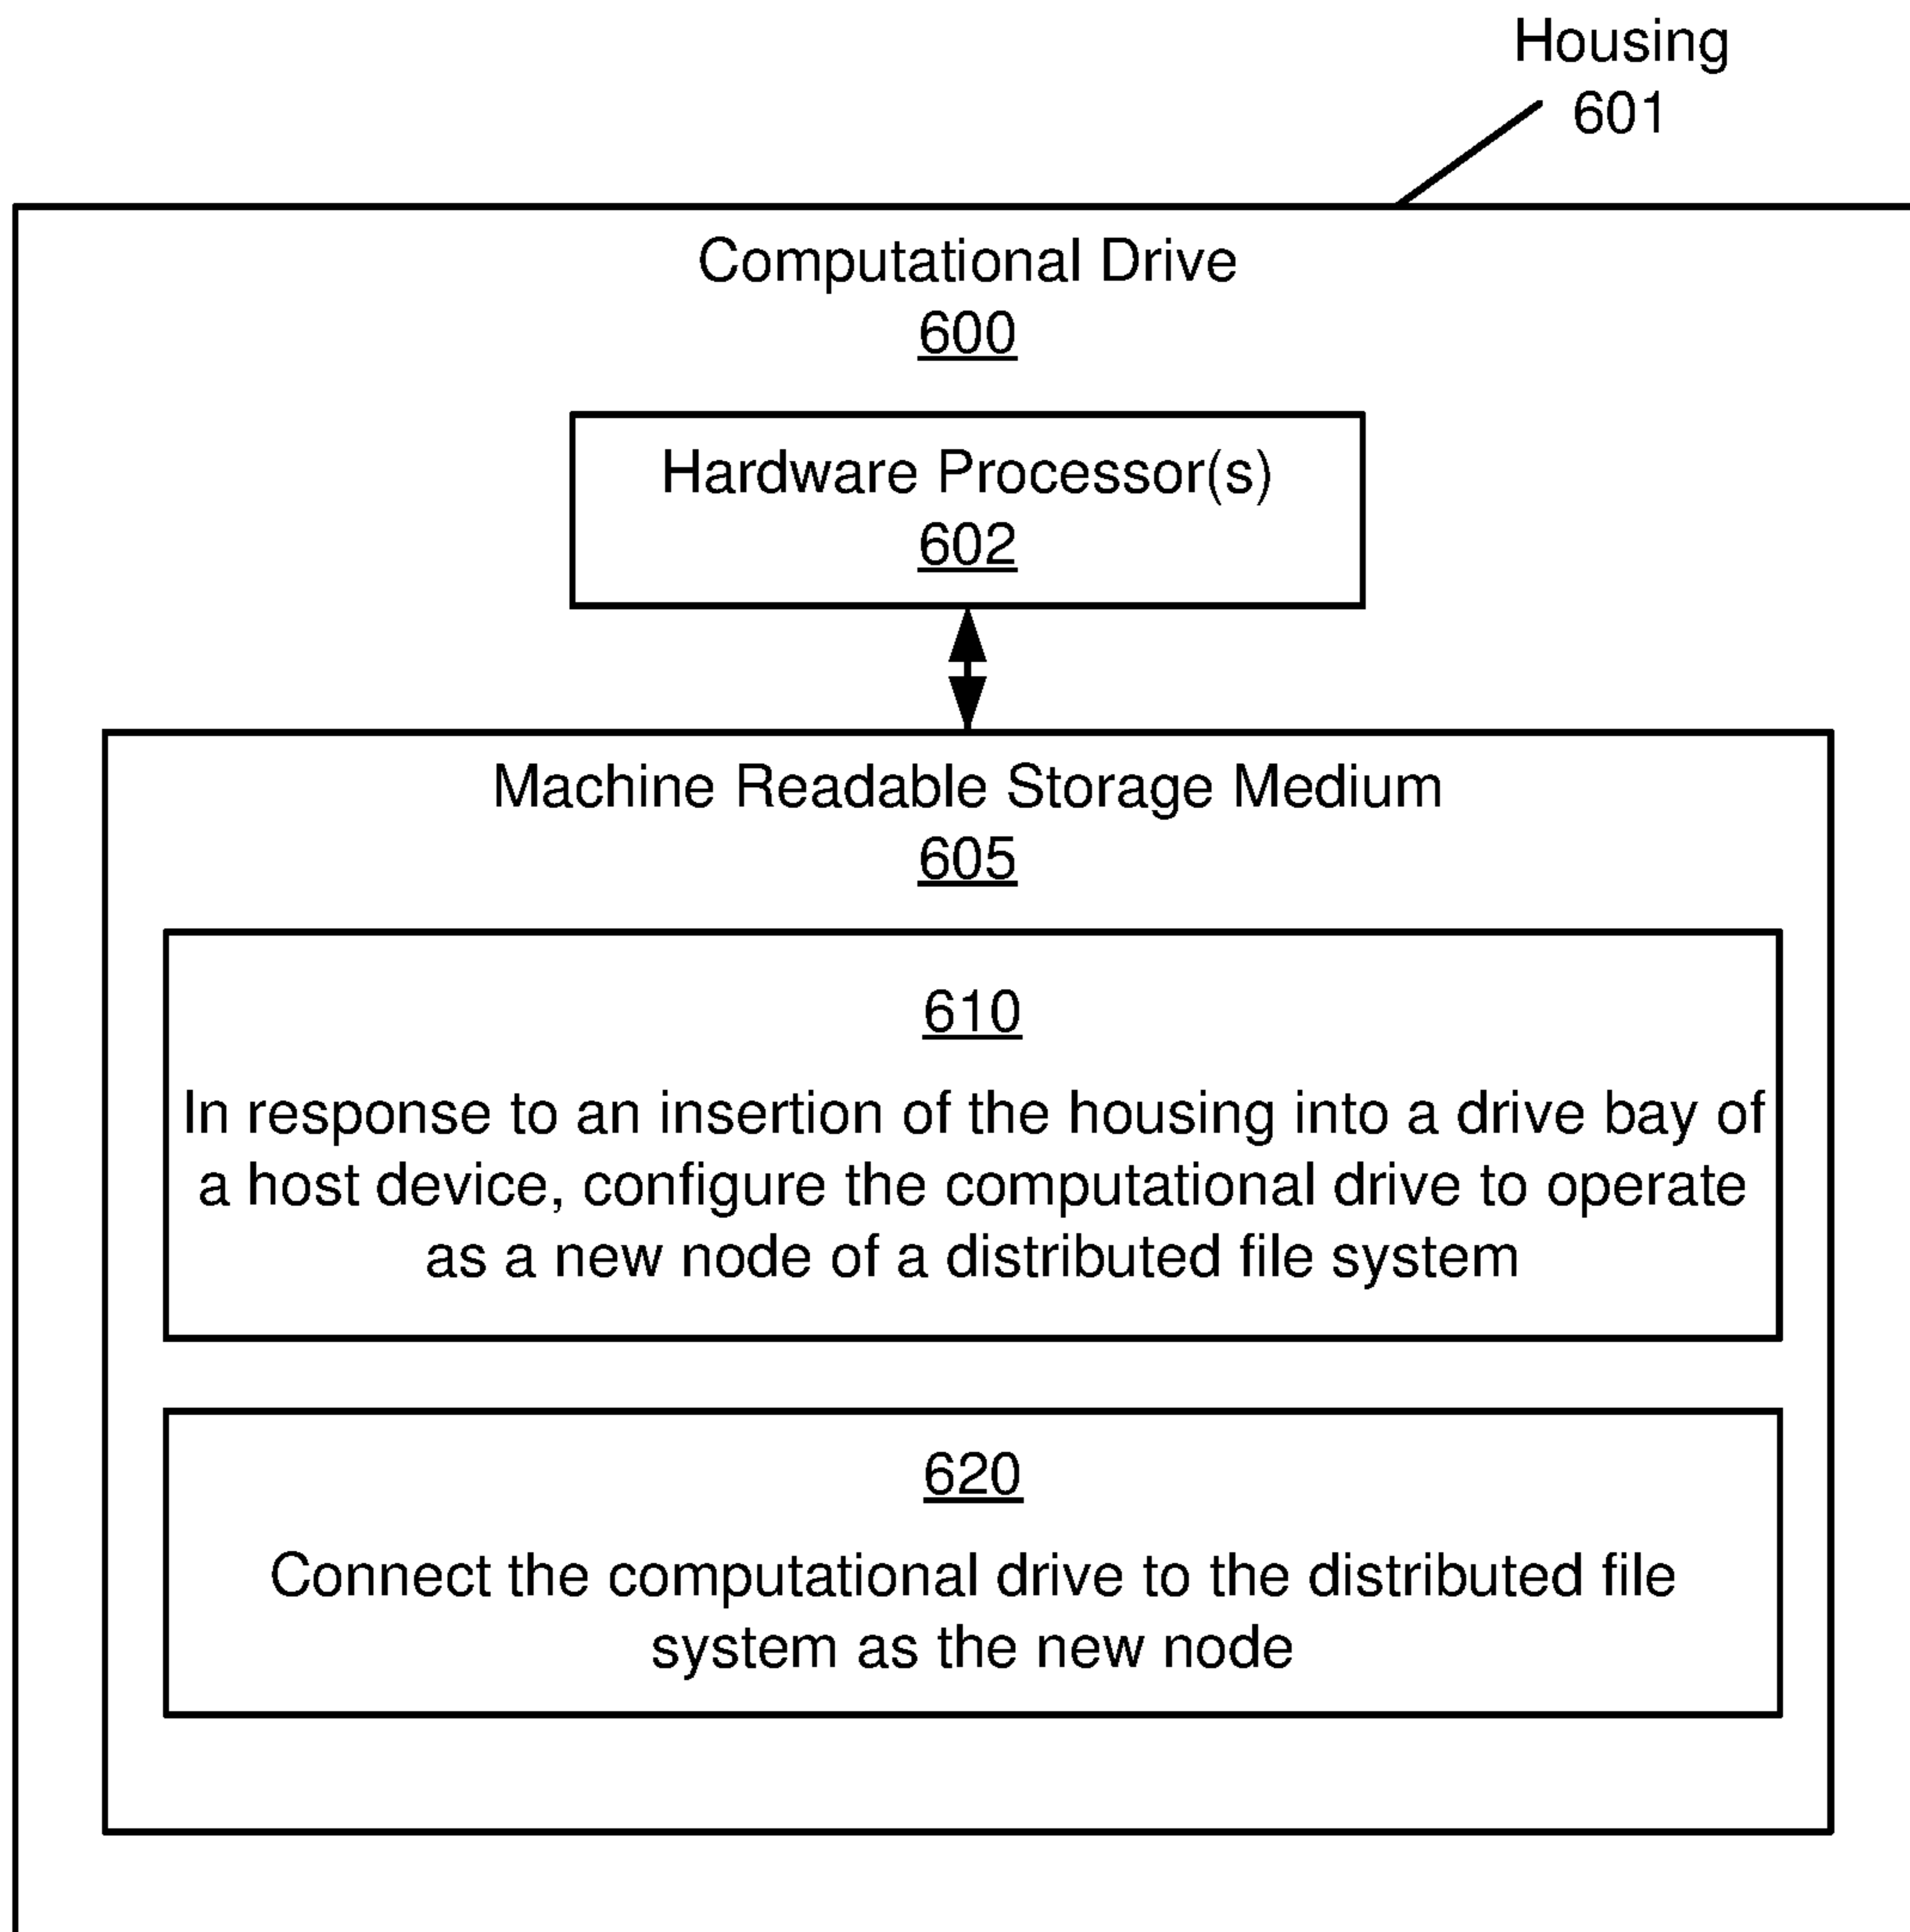 Housing
601
Computational Drive
600
Hardware Processor(s)
602
Machine Readable Storage Medium
605
610
In response to an insertion of the housing into a drive bay of
a host device, configure the computational drive to operate
as a new node of a distributed file system
620
Connect the computational drive to the distributed file
system as the new node